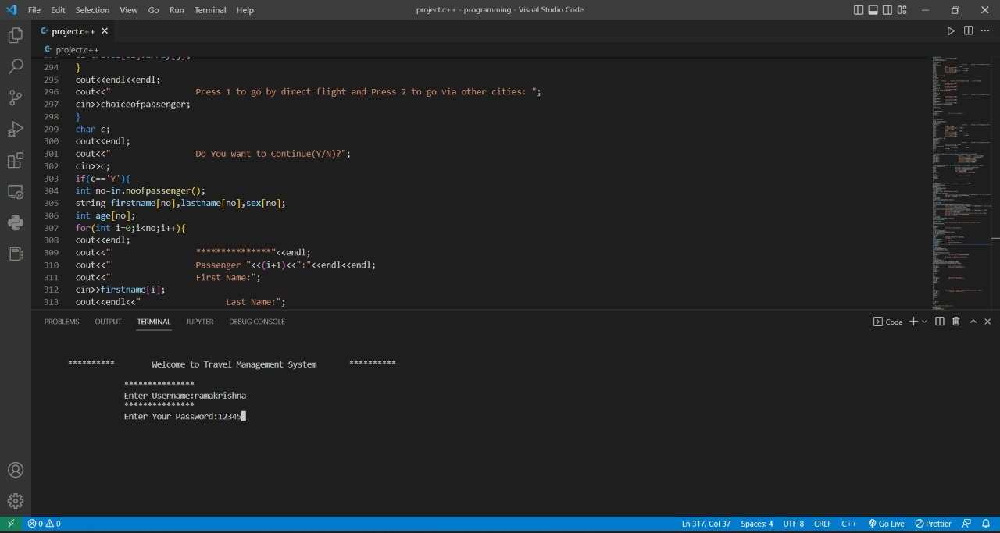 File Edit Selection View Go Run Terminal Help project.c++ - programming - Visual Studio Code
project.c++
project.c++
294 }
295 cout<<endl<<endl;
296 cout<<" Press 1 to go by direct flight and Press 2 to go via other cities: ";
297 cin>>choiceofpassenger;
298 }
299 char c;
300 cout<<endl;
301 cout<<" Do You want to Continue(Y/N)?";
302 cin>>c;
303 if(c=='Y'){
304 int no=in.noofpassenger();
305 string firstname[no],lastname[no],sex[no];
306 int age[no];
307 for(int i=0;i<no;i++){
308 cout<<endl;
309 cout<<" ***************"<<endl;
310 cout<<" Passenger "<<(i+1)<<":"<<endl<<endl;
311 cout<<" First Name:";
312 cin>>firstname[i];
313 cout<<endl<<" Last Name:";
PROBLEMS OUTPUT TERMINAL JUPYTER DEBUG CONSOLE Code
********** Welcome to Travel Management System **********
***************
Enter Username:ramakrishna
***************
Enter Your Password:12345
0 0 Ln 317, Col 37 Spaces: 4 UTF-8 CRLF C++ Go Live Prettier